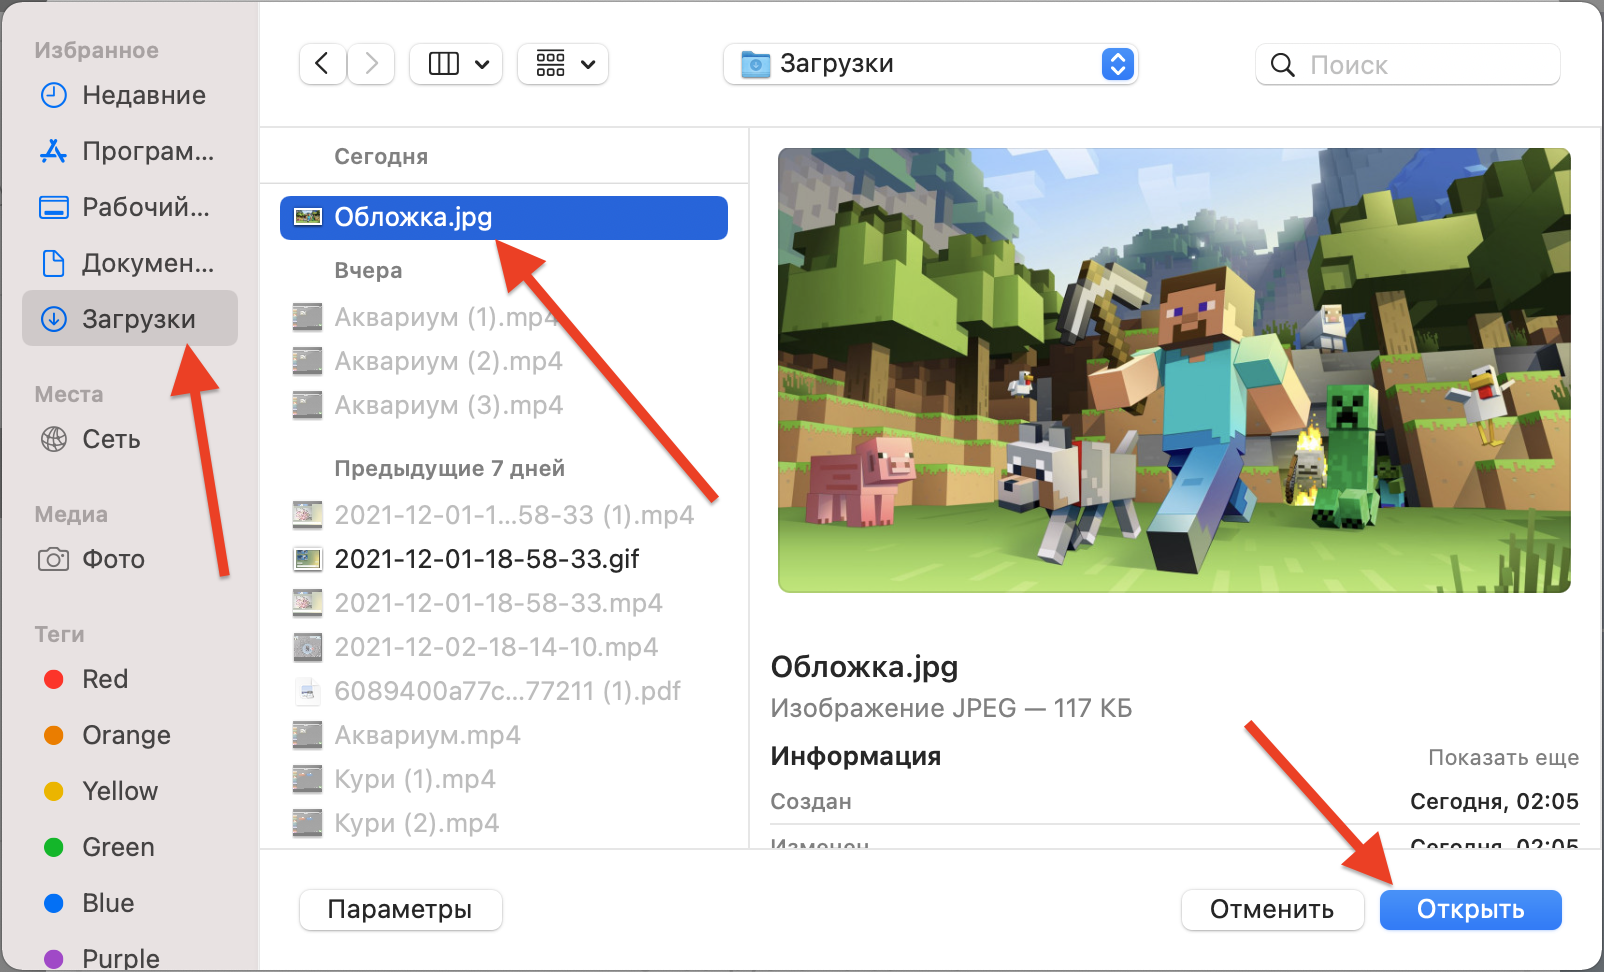 Избранное
Недавние
Програм...
Рабочий...
Докумен...
Загрузки
Места
Сеть
Медиа
Фото
Теги
Red
Orange
Yellow
Green
Blue
Purple
Загрузки
Поиск
Сегодня
Обложка.jpg
Вчера
Аквариум (1).mp4
Аквариум (2).mp4
Аквариум (3).mp4
Предыдущие 7 дней
2021-12-01-1...58-33 (1).mp4
2021-12-01-18-58-33.gif
2021-12-01-18-58-33.mp4
2021-12-02-18-14-10.mp4
6089400a77c...77211 (1).pdf
Аквариум.mp4
Кури (1).mp4
Кури (2).mp4
Обложка.jpg
Изображение JPEG — 117 КБ
Информация Показать еще
Создан Сегодня, 02:05
Изменен Сегодня, 02:05
Параметры
Отменить
Открыть